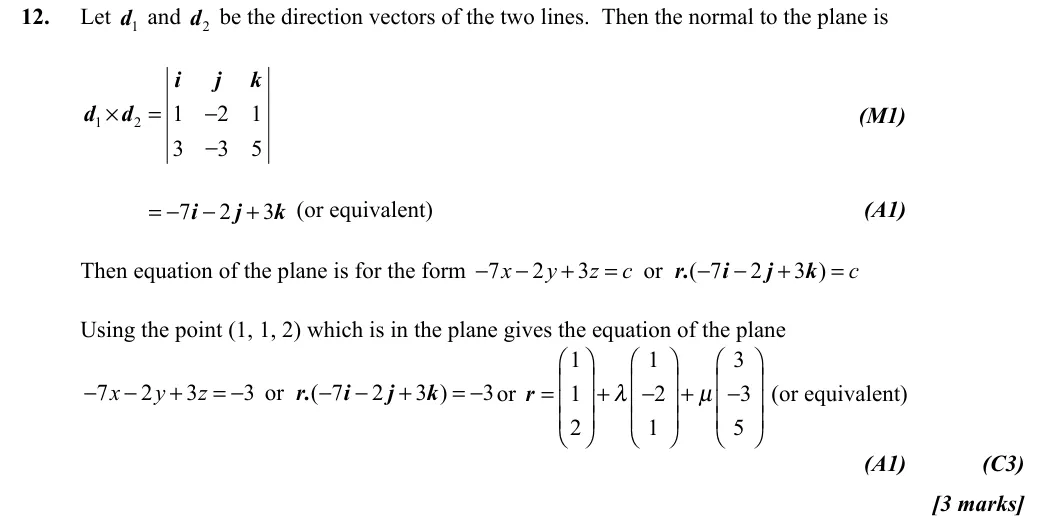 12. Let d₁ and d₂ be the direction vectors of the two lines. Then the normal to the plane is
d₁ × d₂ = | i j k |
| 1 −2 1 |
| 3 −3 5 |
(M1)
= −7i − 2j + 3k (or equivalent) (A1)
Then equation of the plane is for the form −7x − 2y + 3z = c or r.(−7i − 2j + 3k) = c
Using the point (1, 1, 2) which is in the plane gives the equation of the plane
−7x − 2y + 3z = −3 or r.(−7i − 2j + 3k) = −3 or r = (1 1 2) + λ (1 −2 1) + μ (3 −3 5) (or equivalent)
(A1) (C3)
[3 marks]